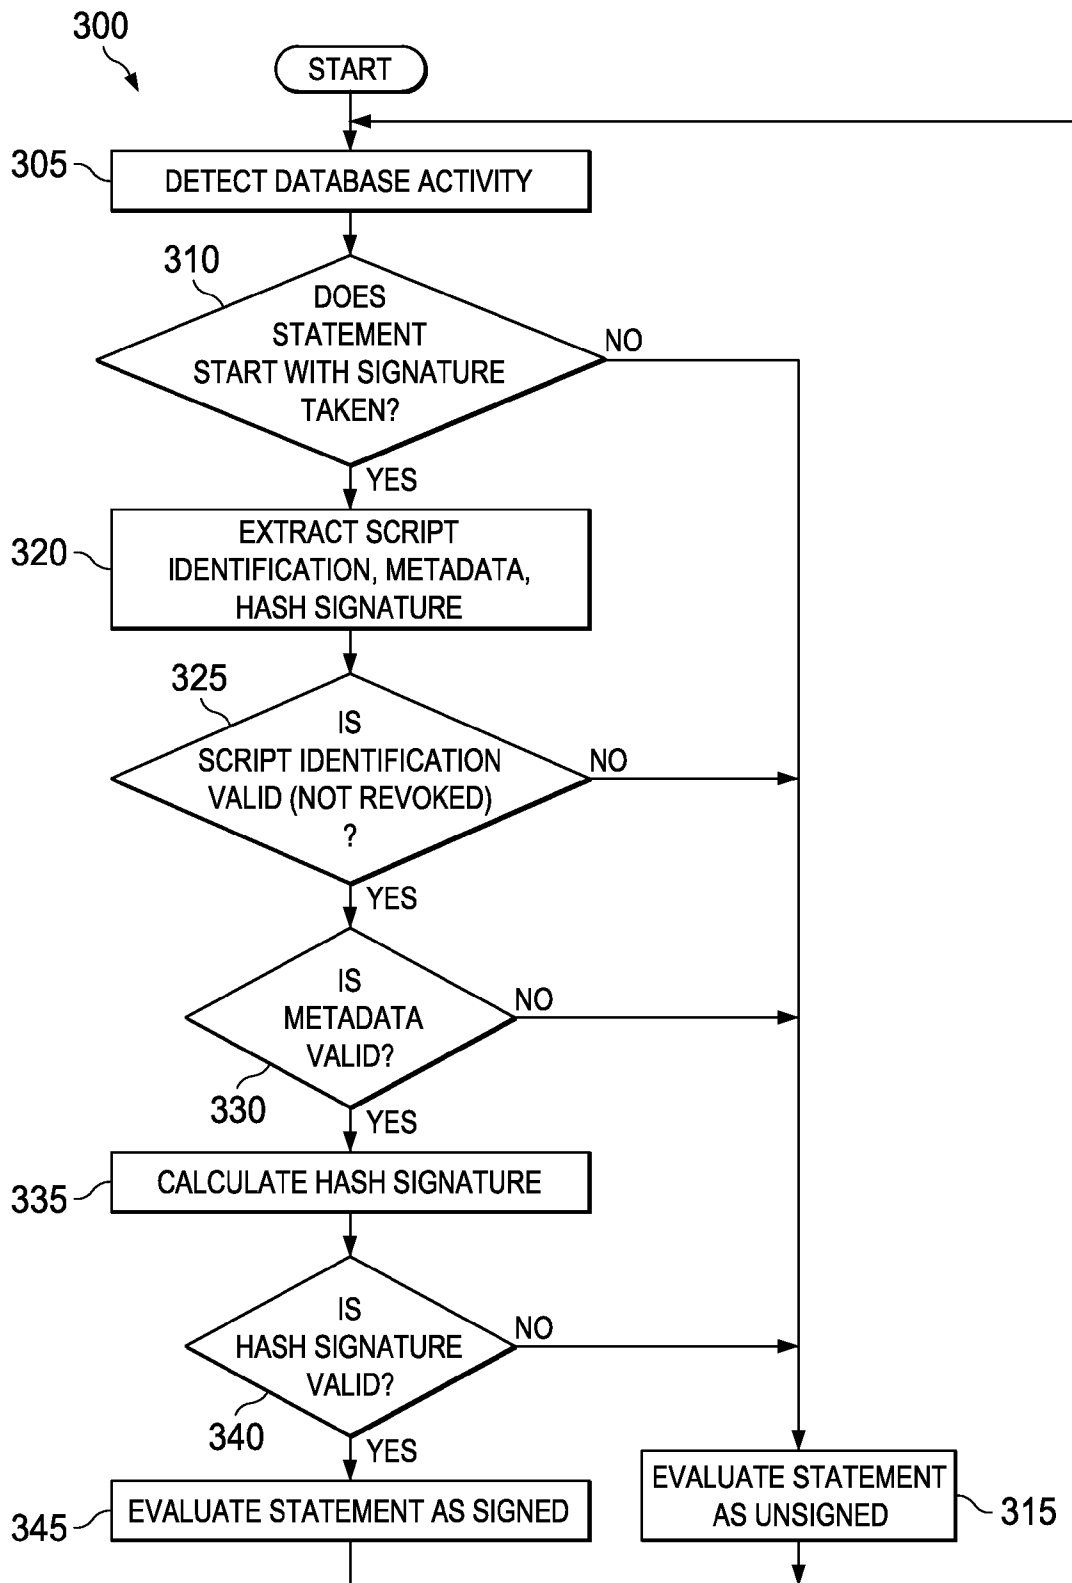 300
START
305
DETECT DATABASE ACTIVITY
310
DOES
STATEMENT
START WITH SIGNATURE
TAKEN?
NO
YES
320
EXTRACT SCRIPT
IDENTIFICATION, METADATA,
HASH SIGNATURE
325
IS
SCRIPT IDENTIFICATION
VALID (NOT REVOKED)
?
NO
YES
IS
METADATA
VALID?
NO
330
YES
335
CALCULATE HASH SIGNATURE
IS
HASH SIGNATURE
VALID?
NO
340
YES
345
EVALUATE STATEMENT AS SIGNED
EVALUATE STATEMENT
AS UNSIGNED
315